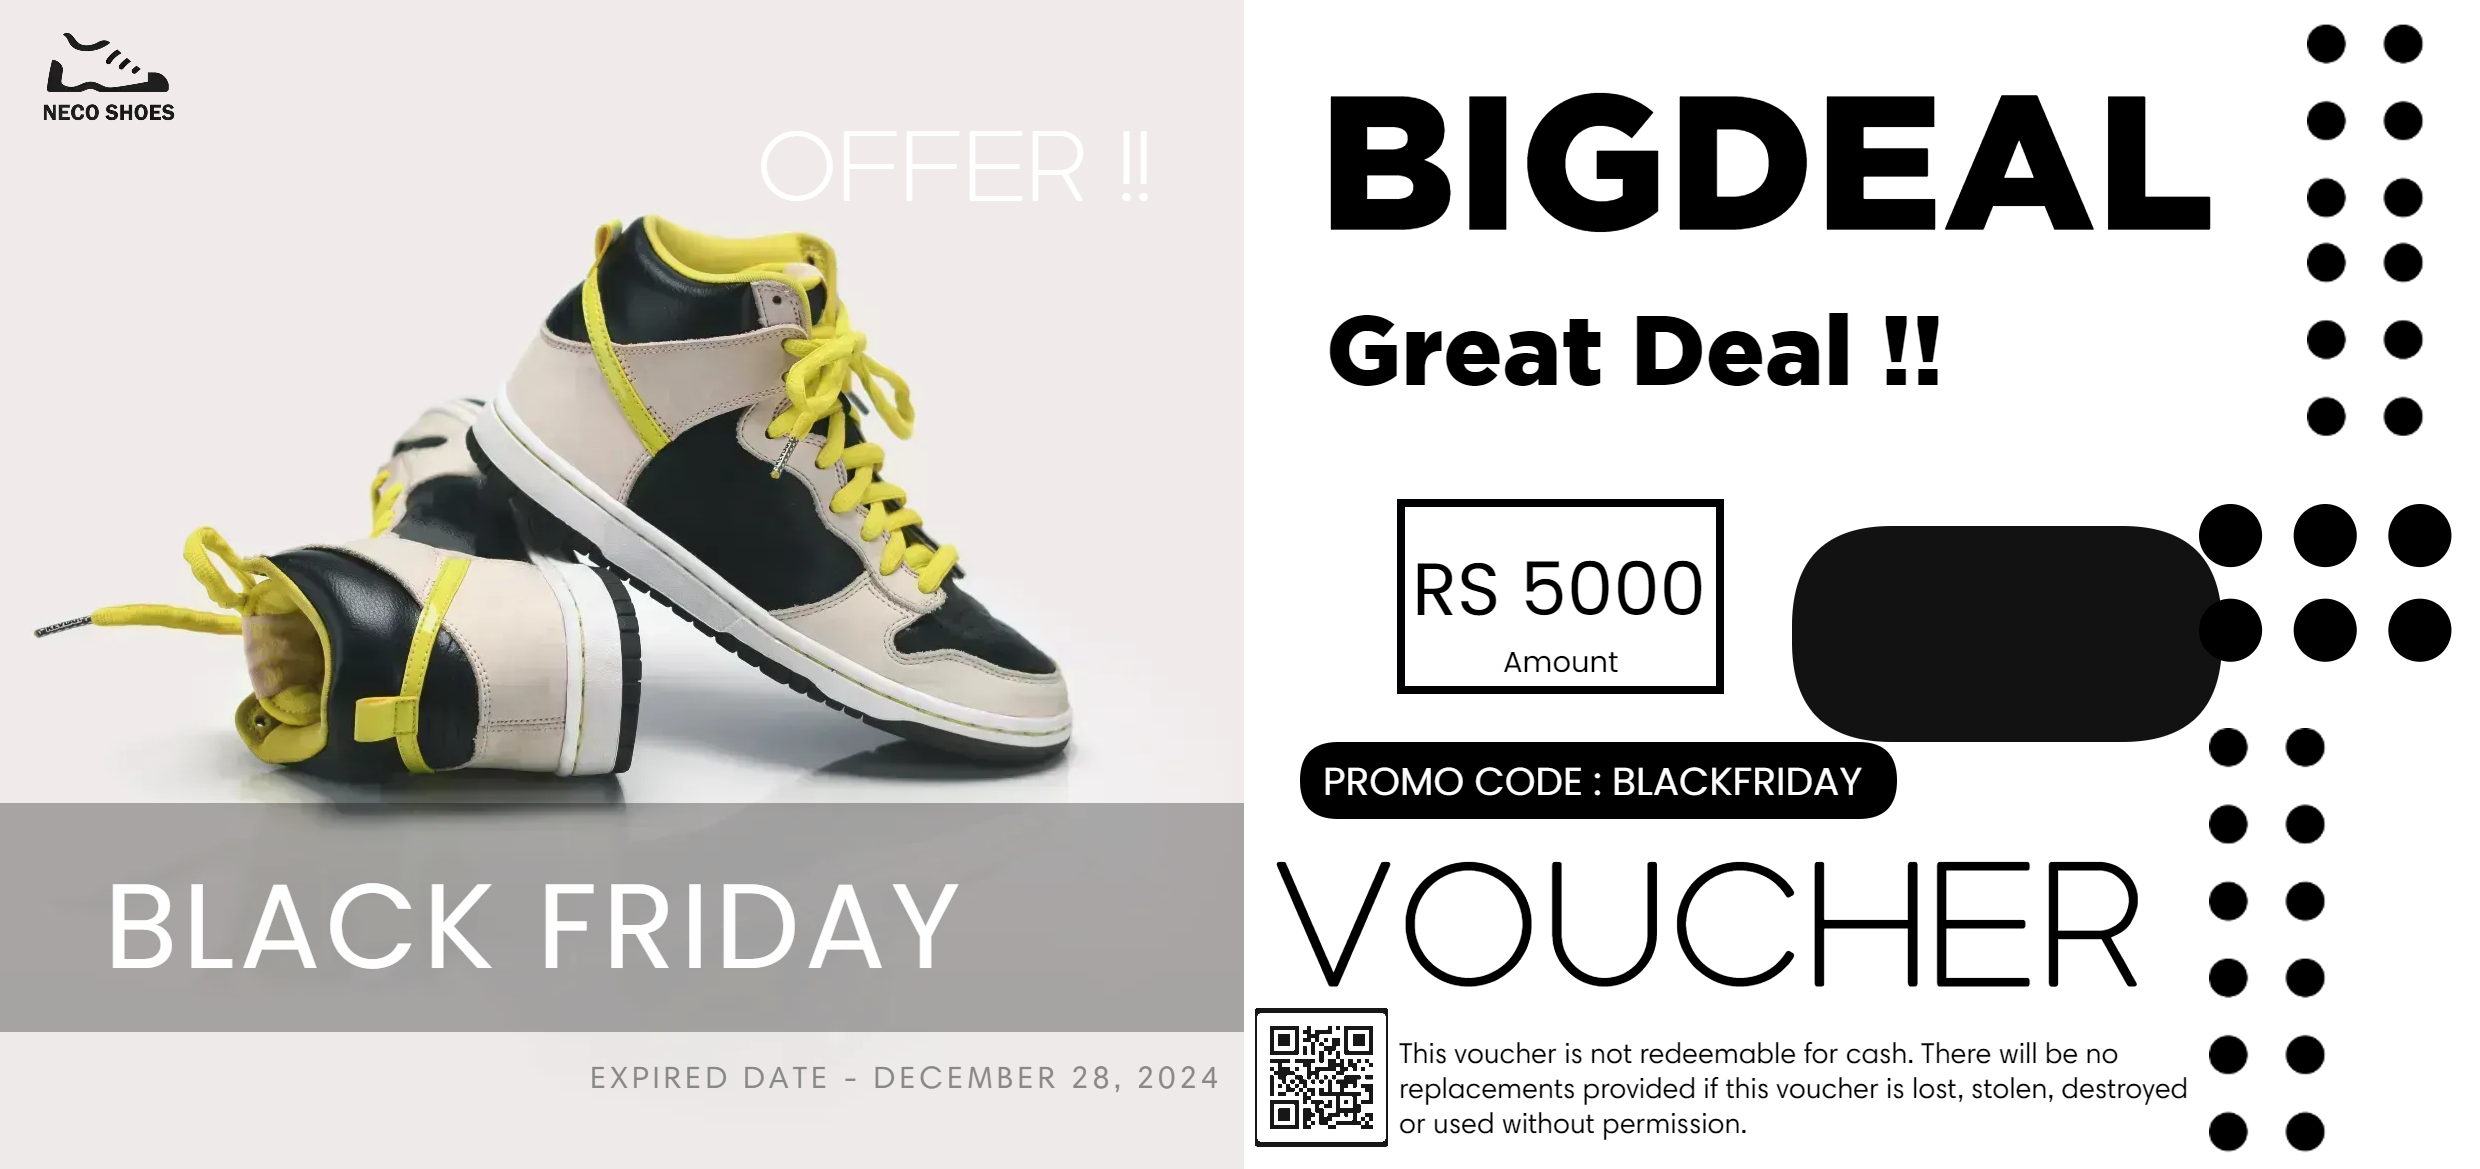 NECO SHOES
OFFER !!
BLACK FRIDAY
EXPIRED DATE - DECEMBER 28, 2024
BIGDEAL
Great Deal !!
RS 5000
Amount
PROMO CODE : BLACKFRIDAY
VOUCHER
This voucher is not redeemable for cash. There will be no
replacements provided if this voucher is lost, stolen, destroyed
or used without permission.